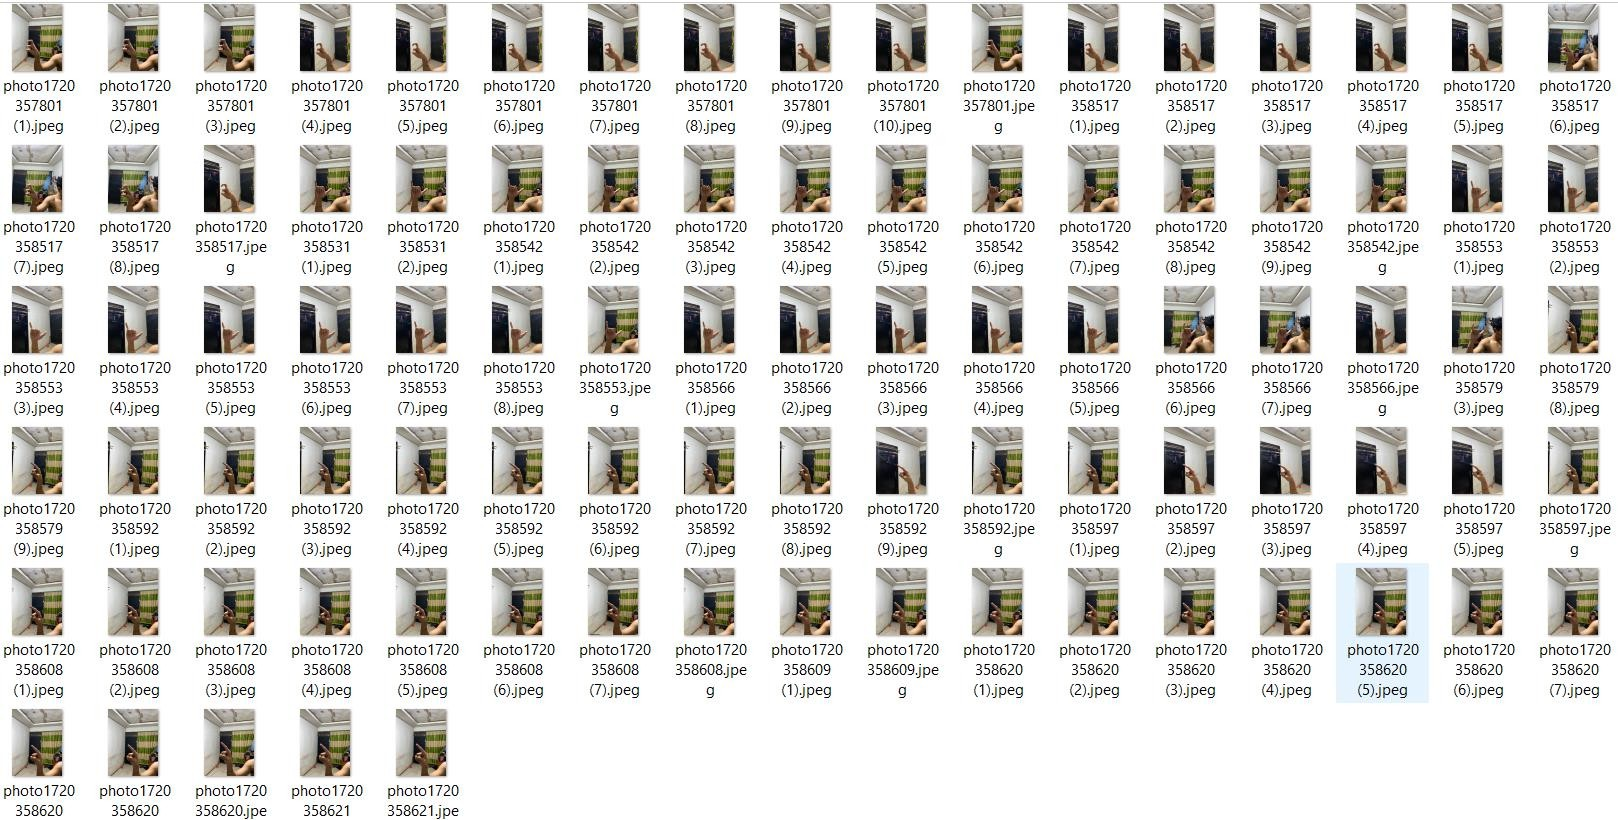 photo1720
357801
(1).jpeg
photo1720
357801
(2).jpeg
photo1720
357801
(3).jpeg
photo1720
357801
(4).jpeg
photo1720
357801
(5).jpeg
photo1720
357801
(6).jpeg
photo1720
357801
(7).jpeg
photo1720
357801
(8).jpeg
photo1720
357801
(9).jpeg
photo1720
357801
(10).jpeg
photo1720
357801.jpe
g
photo1720
358517
(1).jpeg
photo1720
358517
(2).jpeg
photo1720
358517
(3).jpeg
photo1720
358517
(4).jpeg
photo1720
358517
(5).jpeg
photo1720
358517
(6).jpeg
photo1720
358517
(7).jpeg
photo1720
358517
(8).jpeg
photo1720
358517.jpe
g
photo1720
358531
(1).jpeg
photo1720
358531
(2).jpeg
photo1720
358542
(1).jpeg
photo1720
358542
(2).jpeg
photo1720
358542
(3).jpeg
photo1720
358542
(4).jpeg
photo1720
358542
(5).jpeg
photo1720
358542
(6).jpeg
photo1720
358542
(7).jpeg
photo1720
358542
(8).jpeg
photo1720
358542
(9).jpeg
photo1720
358542.jpe
g
photo1720
358553
(1).jpeg
photo1720
358553
(2).jpeg
photo1720
358553
(3).jpeg
photo1720
358553
(4).jpeg
photo1720
358553
(5).jpeg
photo1720
358553
(6).jpeg
photo1720
358553
(7).jpeg
photo1720
358553
(8).jpeg
photo1720
358553.jpe
g
photo1720
358566
(1).jpeg
photo1720
358566
(2).jpeg
photo1720
358566
(3).jpeg
photo1720
358566
(4).jpeg
photo1720
358566
(5).jpeg
photo1720
358566
(6).jpeg
photo1720
358566
(7).jpeg
photo1720
358566.jpe
g
photo1720
358579
(3).jpeg
photo1720
358579
(8).jpeg
photo1720
358579
(9).jpeg
photo1720
358592
(1).jpeg
photo1720
358592
(2).jpeg
photo1720
358592
(3).jpeg
photo1720
358592
(4).jpeg
photo1720
358592
(5).jpeg
photo1720
358592
(6).jpeg
photo1720
358592
(7).jpeg
photo1720
358592
(8).jpeg
photo1720
358592
(9).jpeg
photo1720
358592.jpe
g
photo1720
358597
(1).jpeg
photo1720
358597
(2).jpeg
photo1720
358597
(3).jpeg
photo1720
358597
(4).jpeg
photo1720
358597
(5).jpeg
photo1720
358597.jpe
g
photo1720
358608
(1).jpeg
photo1720
358608
(2).jpeg
photo1720
358608
(3).jpeg
photo1720
358608
(4).jpeg
photo1720
358608
(5).jpeg
photo1720
358608
(6).jpeg
photo1720
358608
(7).jpeg
photo1720
358608.jpe
g
photo1720
358609
(1).jpeg
photo1720
358609.jpe
g
photo1720
358620
(1).jpeg
photo1720
358620
(2).jpeg
photo1720
358620
(3).jpeg
photo1720
358620
(4).jpeg
photo1720
358620
(5).jpeg
photo1720
358620
(6).jpeg
photo1720
358620
(7).jpeg
photo1720
358620
photo1720
358620
photo1720
358620.jpe
photo1720
358621
photo1720
358621.jpe